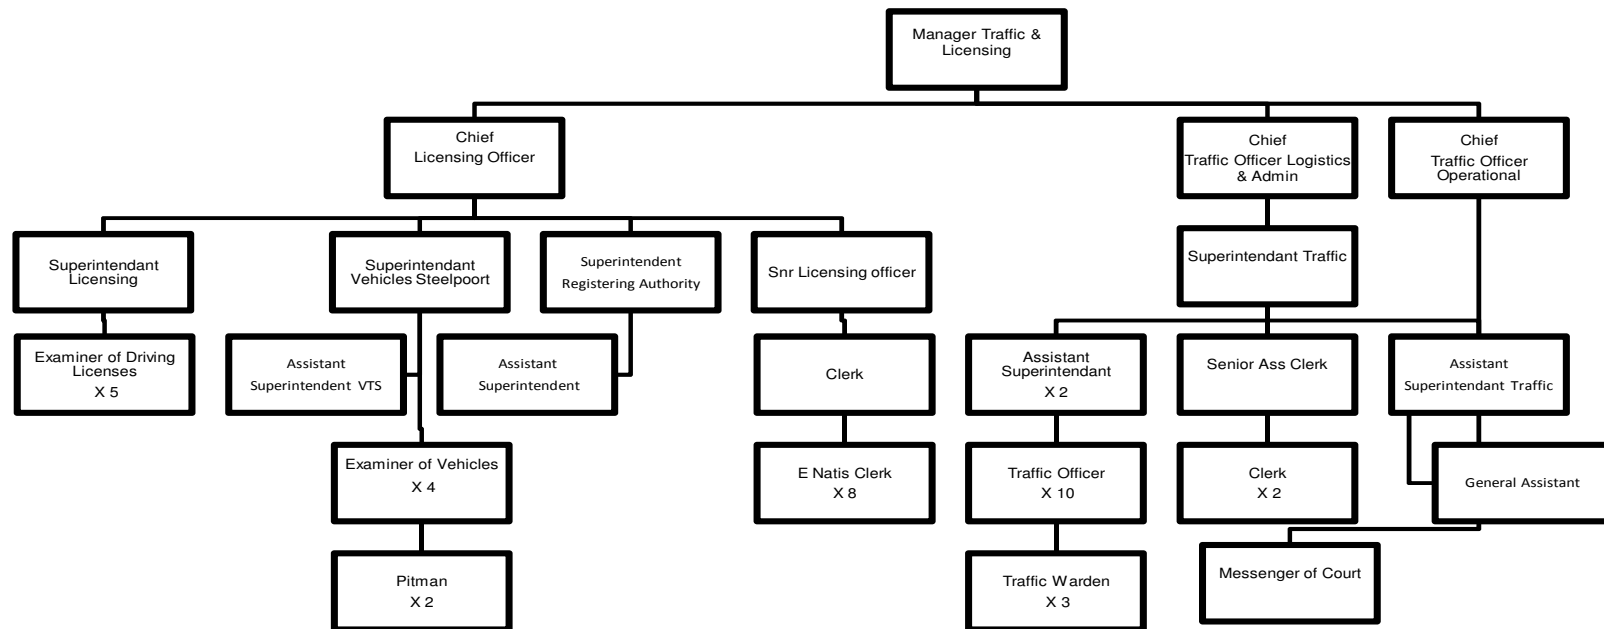 Manager Traffic &
Licensing
Chief
Licensing Officer
Chief
Traffic Officer Logistics
& Admin
Chief
Traffic Officer
Operational
Superintendant
Licensing
Superintendant
Vehicles Steelpoort
Superintendent
Registering Authority
Snr Licensing officer
Superintendant Traffic
Examiner of Driving
Licenses
X 5
Assistant
Superintendent VTS
Assistant
Superintendent
Clerk
Assistant
Superintendant
X 2
Senior Ass Clerk
Assistant
Superintendant Traffic
Examiner of Vehicles
X 4
E Natis Clerk
X 8
Traffic Officer
X 10
Clerk
X 2
General Assistant
Pitman
X 2
Traffic Warden
X 3
Messenger of Court